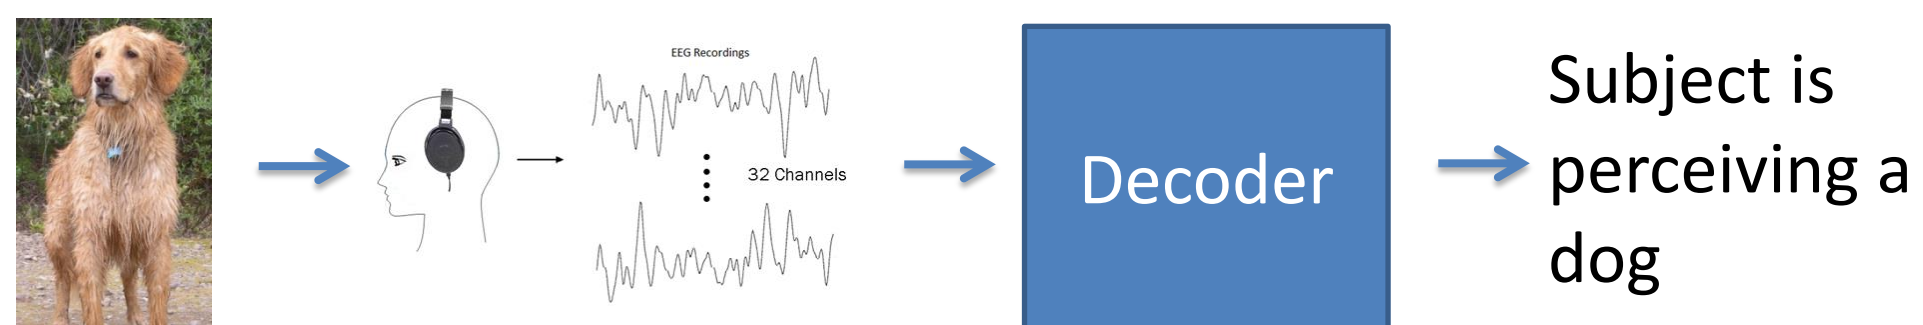 EEG Recordings
32 Channels
Decoder
Subject is
perceiving a
dog